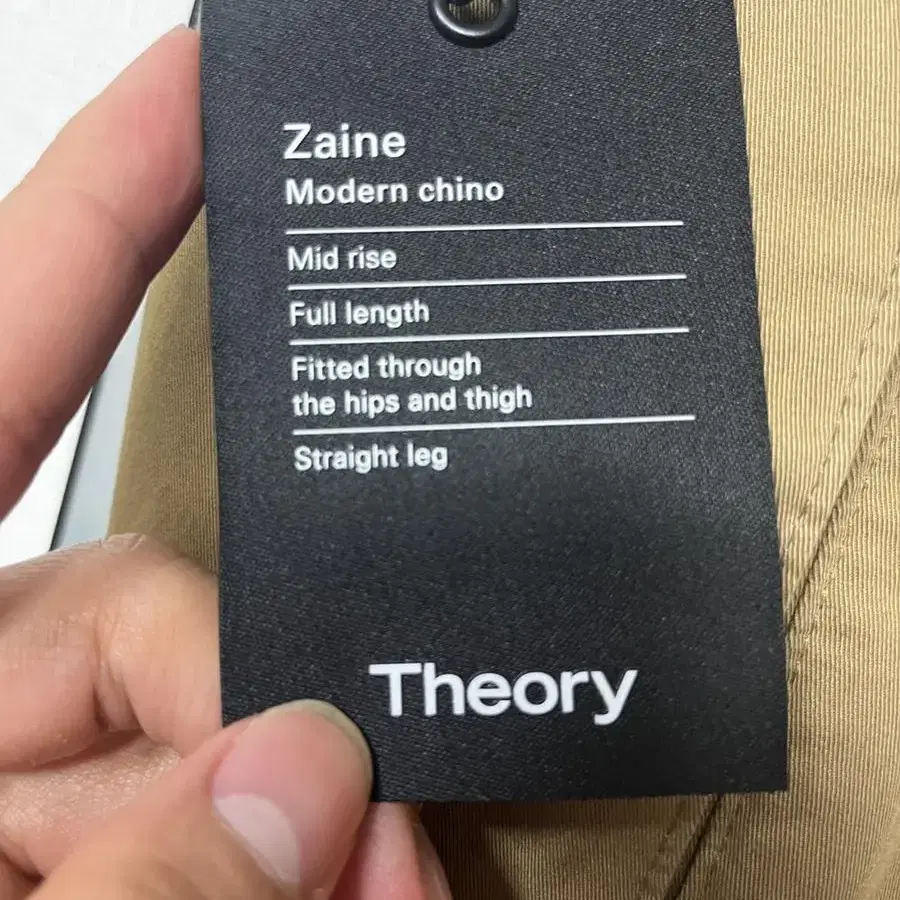 Zaine
Modern chino
Mid rise
Full length
Fitted through
the hips and thigh
Straight leg
Theory